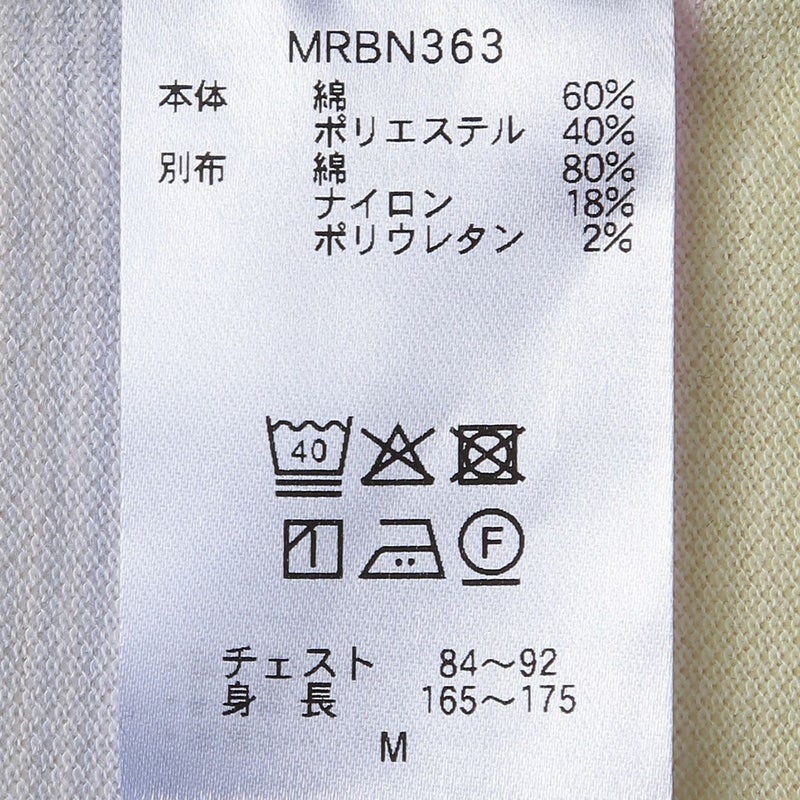 MRBN363
本体 綿 60%
ポリエステル 40%
別布 綿 80%
ナイロン 18%
ポリウレタン 2%
40
F
チェスト 84～92
身長 165～175
M